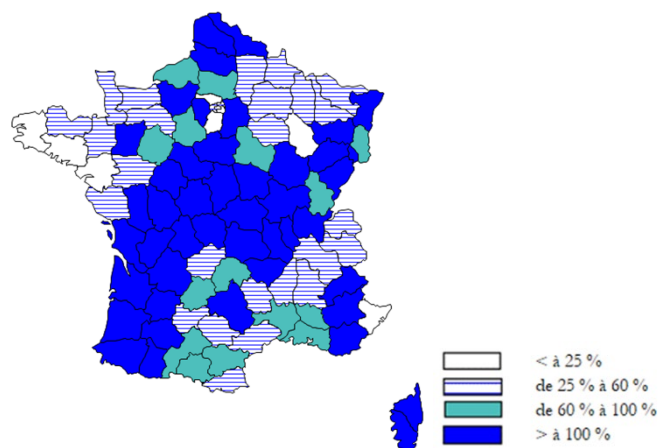 < à 25 %
de 25 % à 60 %
de 60 % à 100 %
> à 100 %